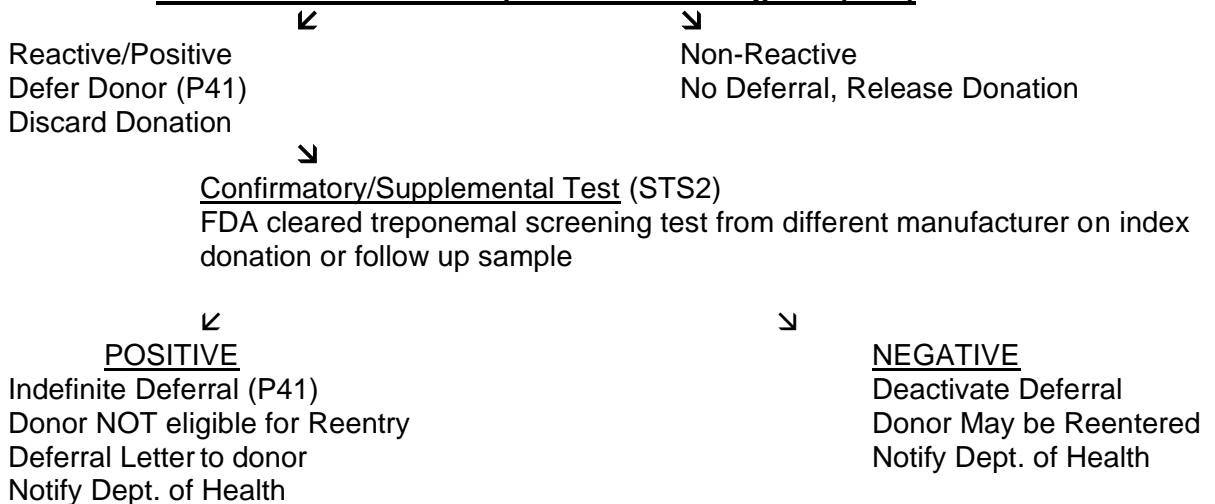 Reactive/Positive
Defer Donor (P41)
Discard Donation
Non-Reactive
No Deferral, Release Donation
Confirmatory/Supplemental Test (STS2)
FDA cleared treponemal screening test from different manufacturer on index
donation or follow up sample
POSITIVE
Indefinite Deferral (P41)
Donor NOT eligible for Reentry
Deferral Letter to donor
Notify Dept. of Health
NEGATIVE
Deactivate Deferral
Donor May be Reentered
Notify Dept. of Health